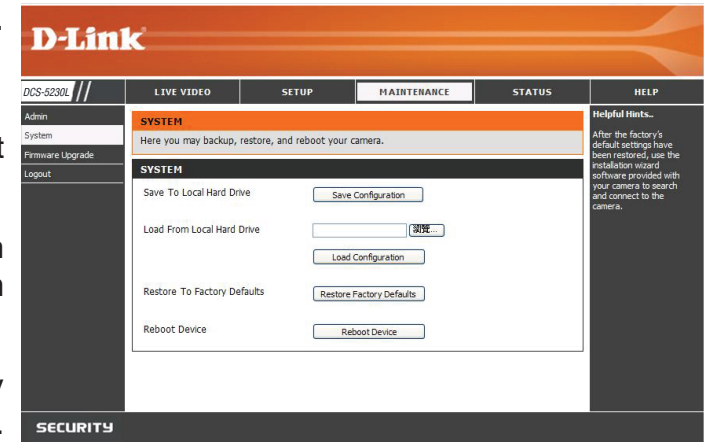 D-Link
DCS-5230L
LIVE VIDEO
SETUP
MAINTENANCE
STATUS
HELP
Admin
System
Firmware Upgrade
Logout
SYSTEM
Here you may backup, restore, and reboot your camera.
SYSTEM
Save To Local Hard Drive
Save Configuration
Load From Local Hard Drive
瀏覽...
Load Configuration
Restore To Factory Defaults
Restore Factory Defaults
Reboot Device
Reboot Device
Helpful Hints..
After the factory's
default settings have
been restored, use the
installation wizard
software provided with
your camera to search
and connect to the
camera.
SECURITY